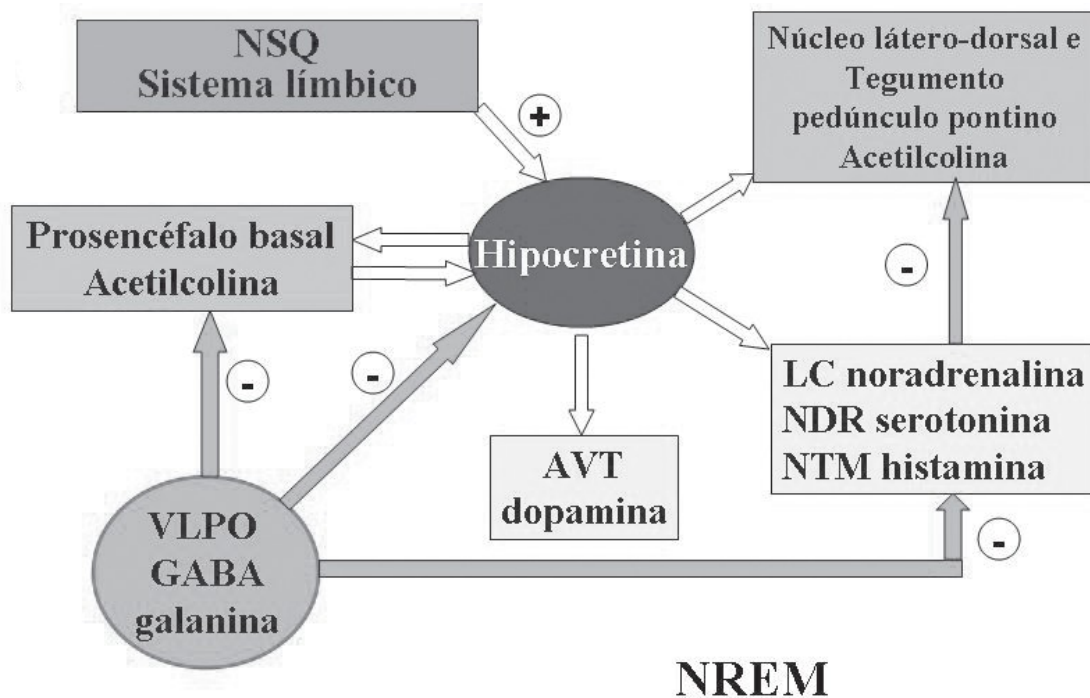 NSQ
Sistema límbico
Núcleo látero-dorsal e
Tegumento
pedúnculo pontino
Acetilcolina
+
Prosencéfalo basal
Acetilcolina
Hipocretina
-
-
-
LC noradrenalina
NDR serotonina
NTM histamina
AVT
dopamina
VLPO
GABA
galanina
-
NREM